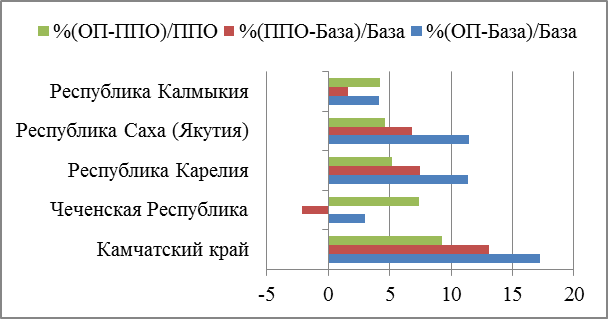 %(ОП-ППО)/ППО %(ППО-База)/База %(ОП-База)/База
Республика Калмыкия
Республика Саха (Якутия)
Республика Карелия
Чеченская Республика
Камчатский край
-5 0 5 10 15 20